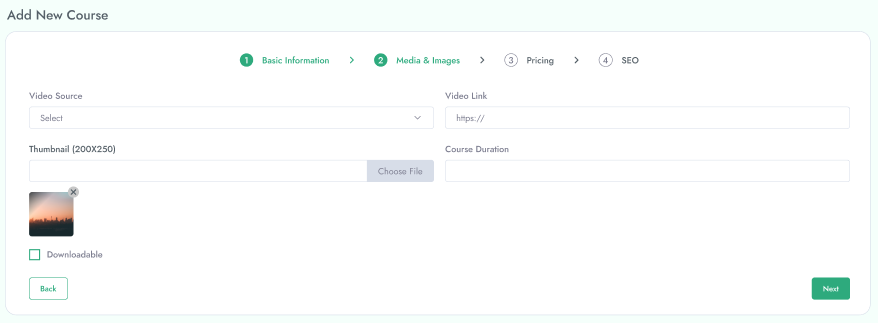 Add New Course
1 Basic Information > 2 Media & Images > 3 Pricing > 4 SEO
Video Source
Video Link
Select
https://
Thumbnail (200X250)
Course Duration
Choose File
Downloadable
Back
Next